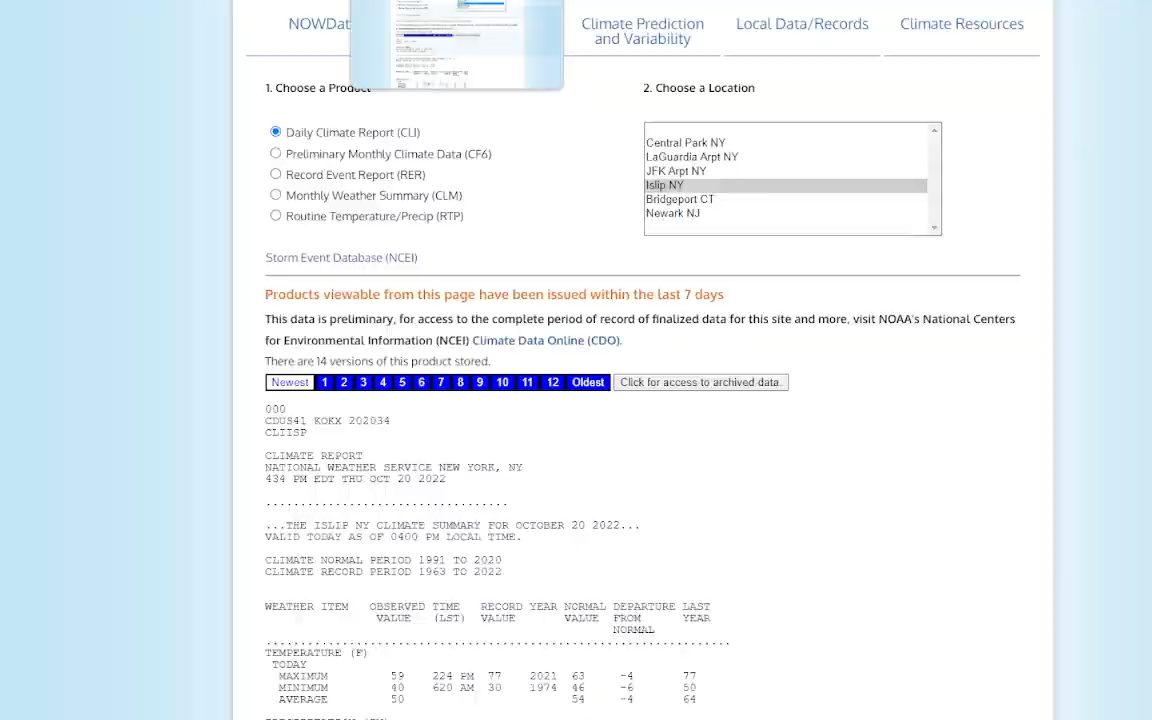 NOWDat
Climate Prediction
and Variability
Local Data/Records
Climate Resources
1. Choose a Product
2. Choose a Location
Daily Climate Report (CLI)
Preliminary Monthly Climate Data (CF6)
Record Event Report (RER)
Monthly Weather Summary (CLM)
Routine Temperature/Precip (RTP)
Central Park NY
LaGuardia Arpt NY
JFK Arpt NY
Islip NY
Bridgeport CT
Newark NJ
Storm Event Database (NCEI)
Products viewable from this page have been issued within the last 7 days
This data is preliminary, for access to the complete period of record of finalized data for this site and more, visit NOAA's National Centers
for Environmental Information (NCEI) Climate Data Online (CDO).
There are 14 versions of this product stored.
Newest 1 2 3 4 5 6 7 8 9 10 11 12 Oldest Click for access to archived data.
000
CDUS41 KOKX 202034
CLIISP
CLIMATE REPORT
NATIONAL WEATHER SERVICE NEW YORK, NY
434 PM EDT THU OCT 20 2022
...................................
...THE ISLIP NY CLIMATE SUMMARY FOR OCTOBER 20 2022...
VALID TODAY AS OF 0400 PM LOCAL TIME.
CLIMATE NORMAL PERIOD 1991 TO 2020
CLIMATE RECORD PERIOD 1963 TO 2022
WEATHER ITEM OBSERVED TIME RECORD YEAR NORMAL DEPARTURE LAST
VALUE (LST) VALUE VALUE FROM YEAR
NORMAL
...................................................................
TEMPERATURE (F)
TODAY
MAXIMUM 59 224 PM 77 2021 63 -4 77
MINIMUM 40 620 AM 30 1974 46 -6 50
AVERAGE 50 54 -4 64